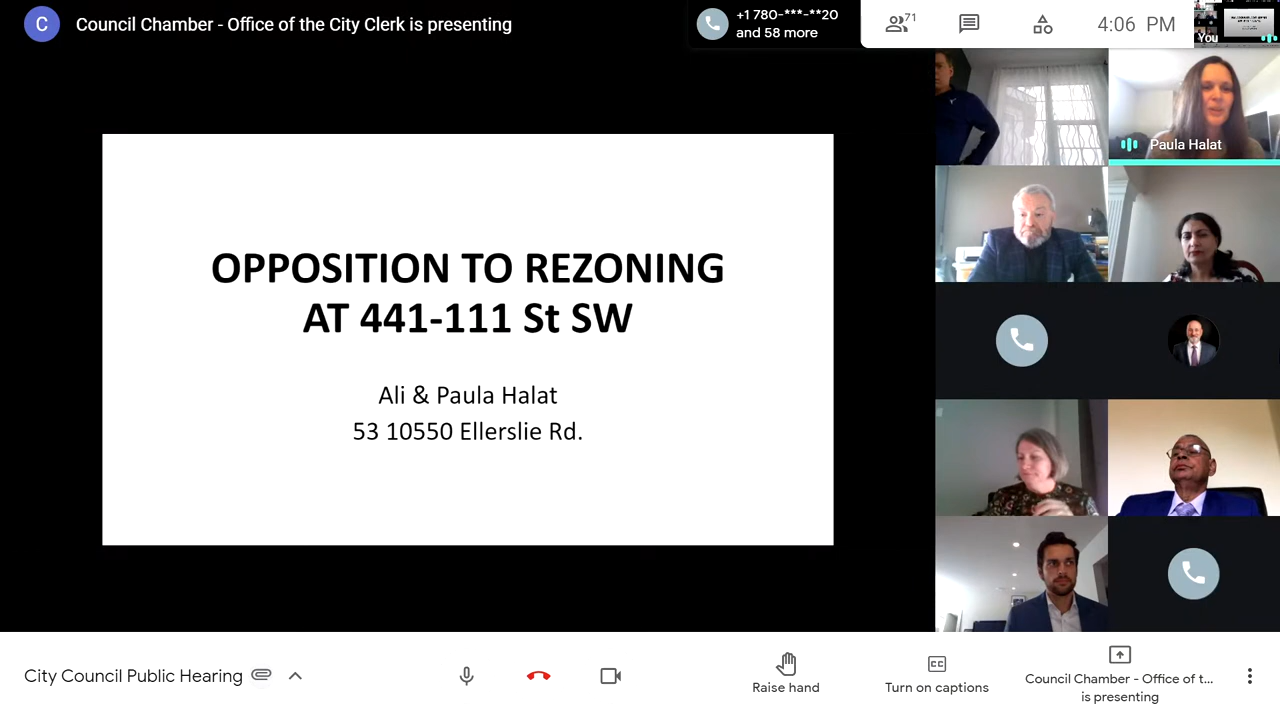 C
Council Chamber - Office of the City Clerk is presenting
+1 780-***-**20
and 58 more
71
4:06 PM
You
Paula Halat
OPPOSITION TO REZONING
AT 441-111 St SW
Ali & Paula Halat
53 10550 Ellerslie Rd.
City Council Public Hearing
Raise hand
CC
Turn on captions
Council Chamber - Office of t...
is presenting